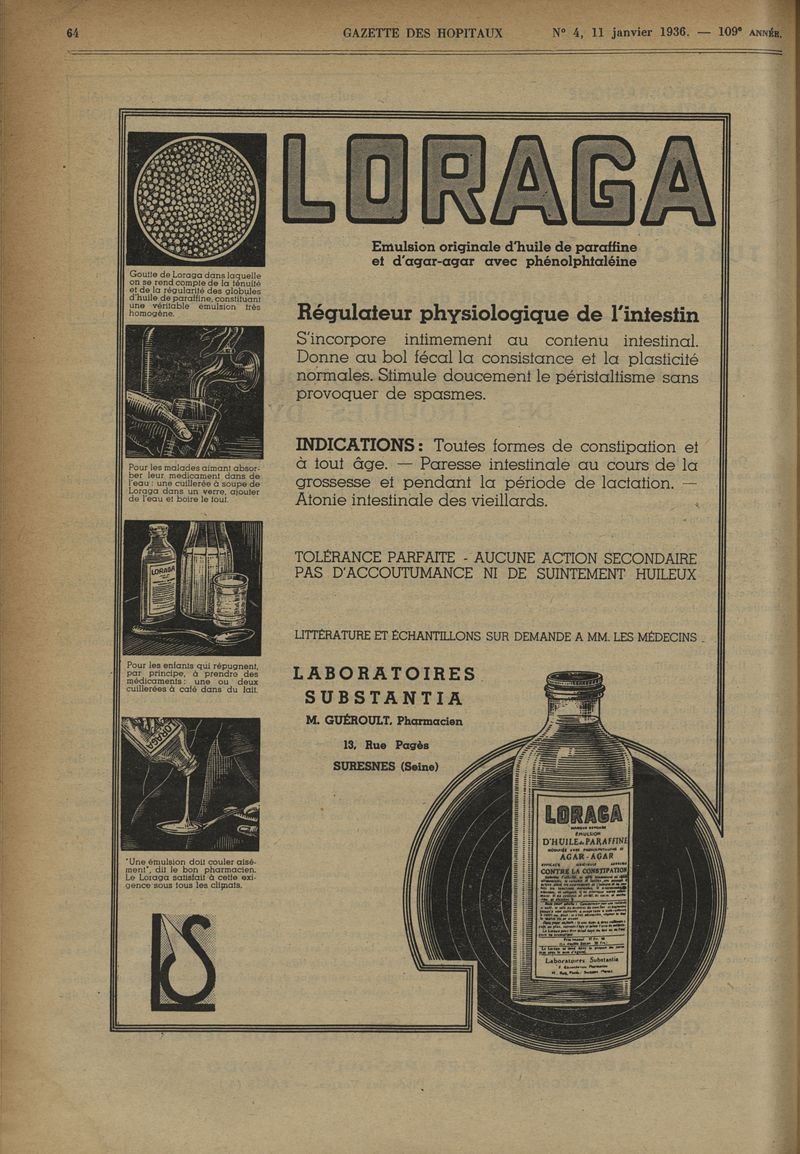 64
GAZETTE DES HOPITAUX
N° 4, 11 janvier 1936. — 109e ANNÉE.
LORAGA
Emulsion originale d'huile de paraffine
et d'agar-agar avec phénolphtaléine
Goutte de Loraga dans laquelle
on se rend compte de la ténuité
et de la régularité des globules
d'huile de paraffine, constituant
une véritable émulsion très
homogène.
Régulateur physiologique de l'intestin
S'incorpore intimement au contenu intestinal.
Donne au bol fécal la consistance et la plasticité
normales. Stimule doucement le péristaltisme sans
provoquer de spasmes.
Pour les malades aimant absor-
ber leur médicament dans de
l'eau : une cuillerée à soupe de
Loraga dans un verre, ajouter
de l'eau et boire le tout.
INDICATIONS : Toutes formes de constipation et
à tout âge. — Paresse intestinale au cours de la
grossesse et pendant la période de lactation. —
Atonie intestinale des vieillards.
LORAGA
TOLÉRANCE PARFAITE - AUCUNE ACTION SECONDAIRE
PAS D'ACCOUTUMANCE NI DE SUINTEMENT HUILEUX
LITTÉRATURE ET ÉCHANTILLONS SUR DEMANDE A MM. LES MÉDECINS
Pour les enfants qui répugnent,
par principe, à prendre des
médicaments : une ou deux
cuillerées à café dans du lait.
LABORATOIRES
SUBSTANTIA
M. GUÉROULT, Pharmacien
13, Rue Pagès
SURESNES (Seine)
LORAGA
"Une émulsion doit couler aisé-
ment", dit le bon pharmacien.
Le Loraga satisfait à cette exi-
gence sous tous les climats.
LS
LORAGA
EMULSION
D'HUILE de PARAFFINE
AGAR-AGAR
CONTRE LA CONSTIPATION
Laboratoires Substantia